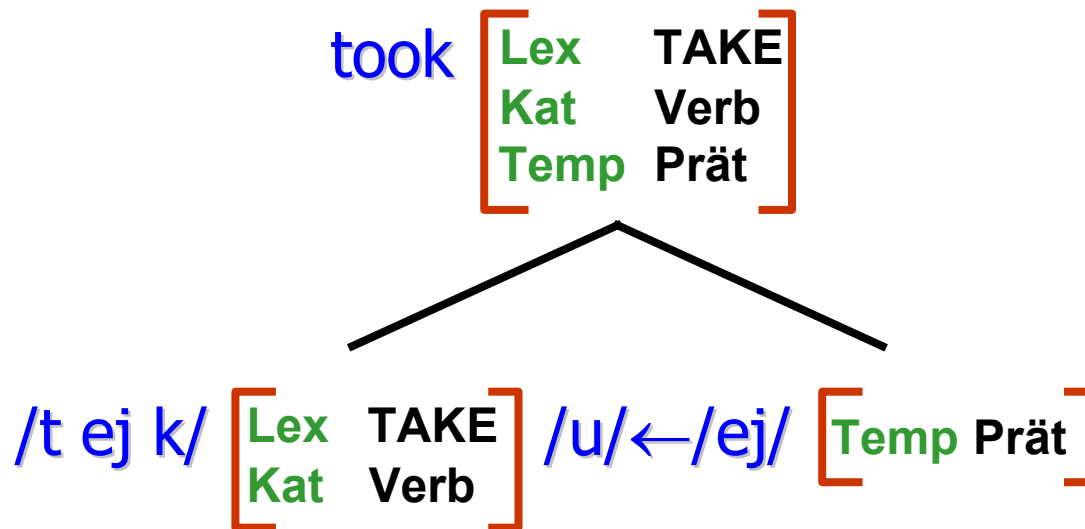 took Lex TAKE
Kat Verb
Temp Prät
/t ej k/ Lex TAKE /u/←/ej/ Temp Prät
Kat Verb